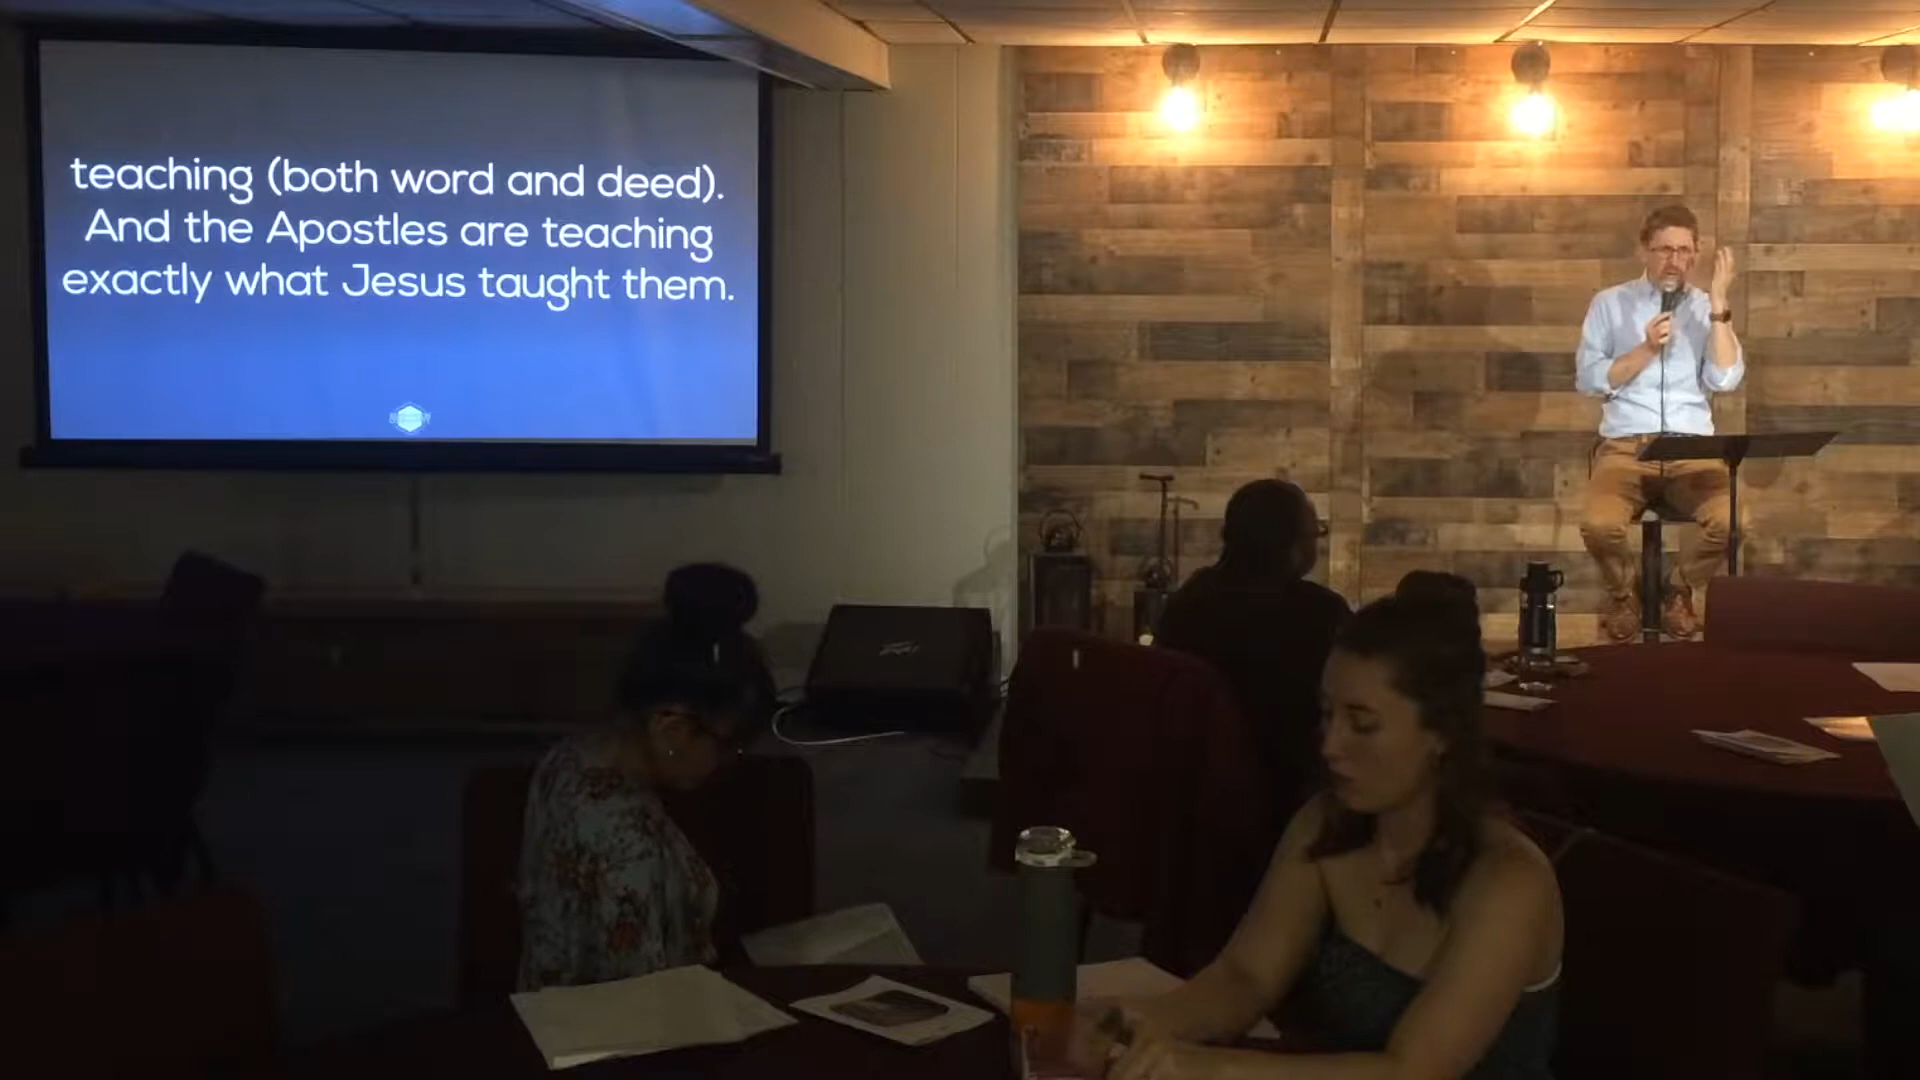 teaching (both word and deed).
And the Apostles are teaching
exactly what Jesus taught them.